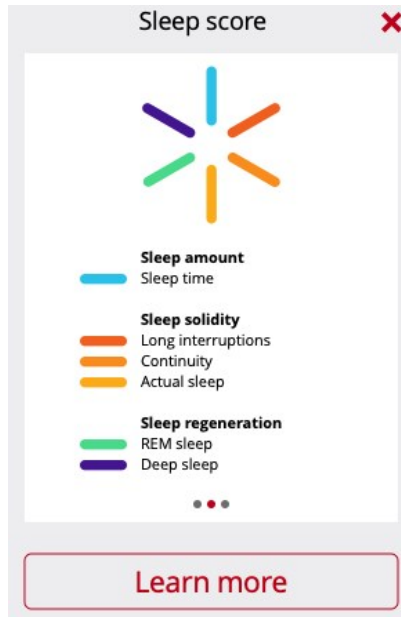 Sleep score
Sleep amount
Sleep time
Sleep solidity
Long interruptions
Continuity
Actual sleep
Sleep regeneration
REM sleep
Deep sleep
Learn more